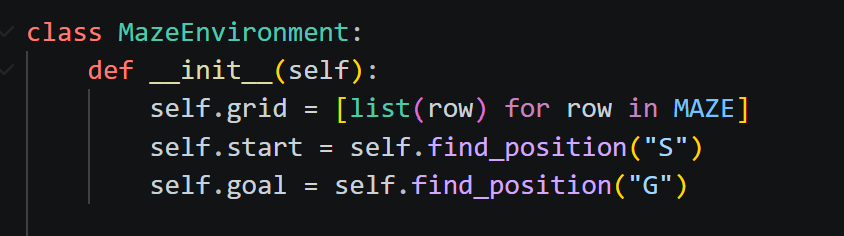 class MazeEnvironment:
    def __init__(self):
        self.grid = [list(row) for row in MAZE]
        self.start = self.find_position("S")
        self.goal = self.find_position("G")